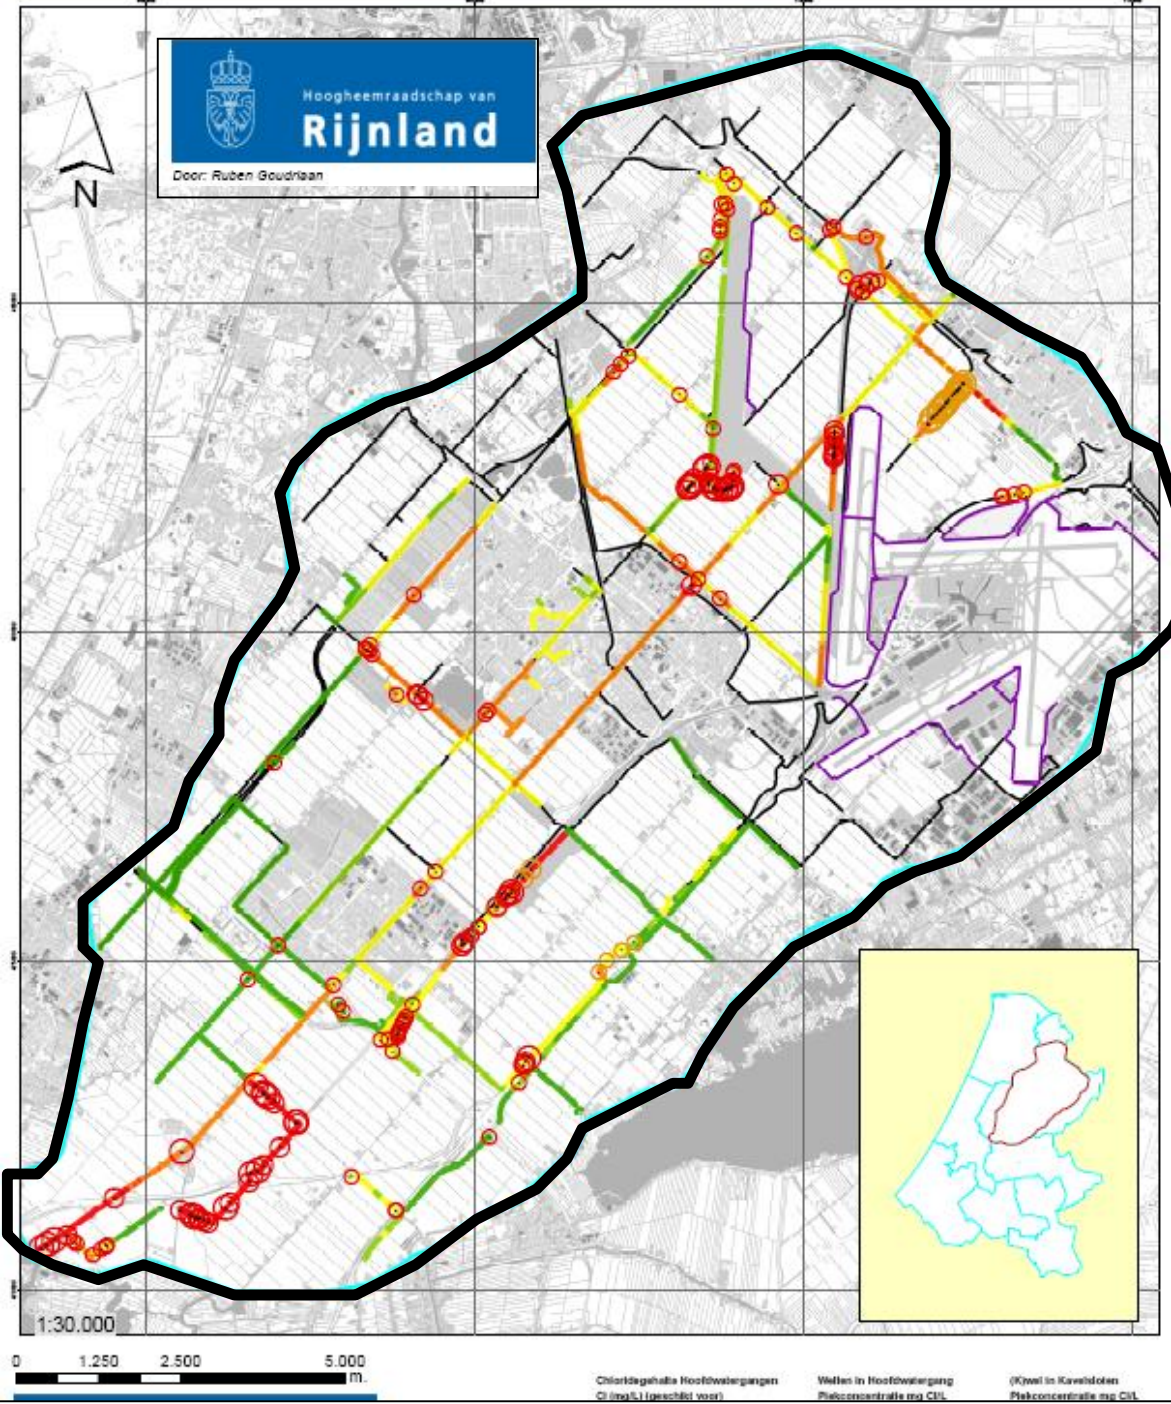 Hoogheemraadschap van
Rijnland
Door: Ruben Goudriaan
N
1:30.000
0 1.250 2.500 5.000
m.
Chloridegehalte Hoofdwatergangen
Cl (mg/L) (geschikt voor)
Wellen in Hoofdwatergang
Piekconcentratie mg Cl/L
(K)wel in Kavelsloten
Piekconcentratie mg Cl/L